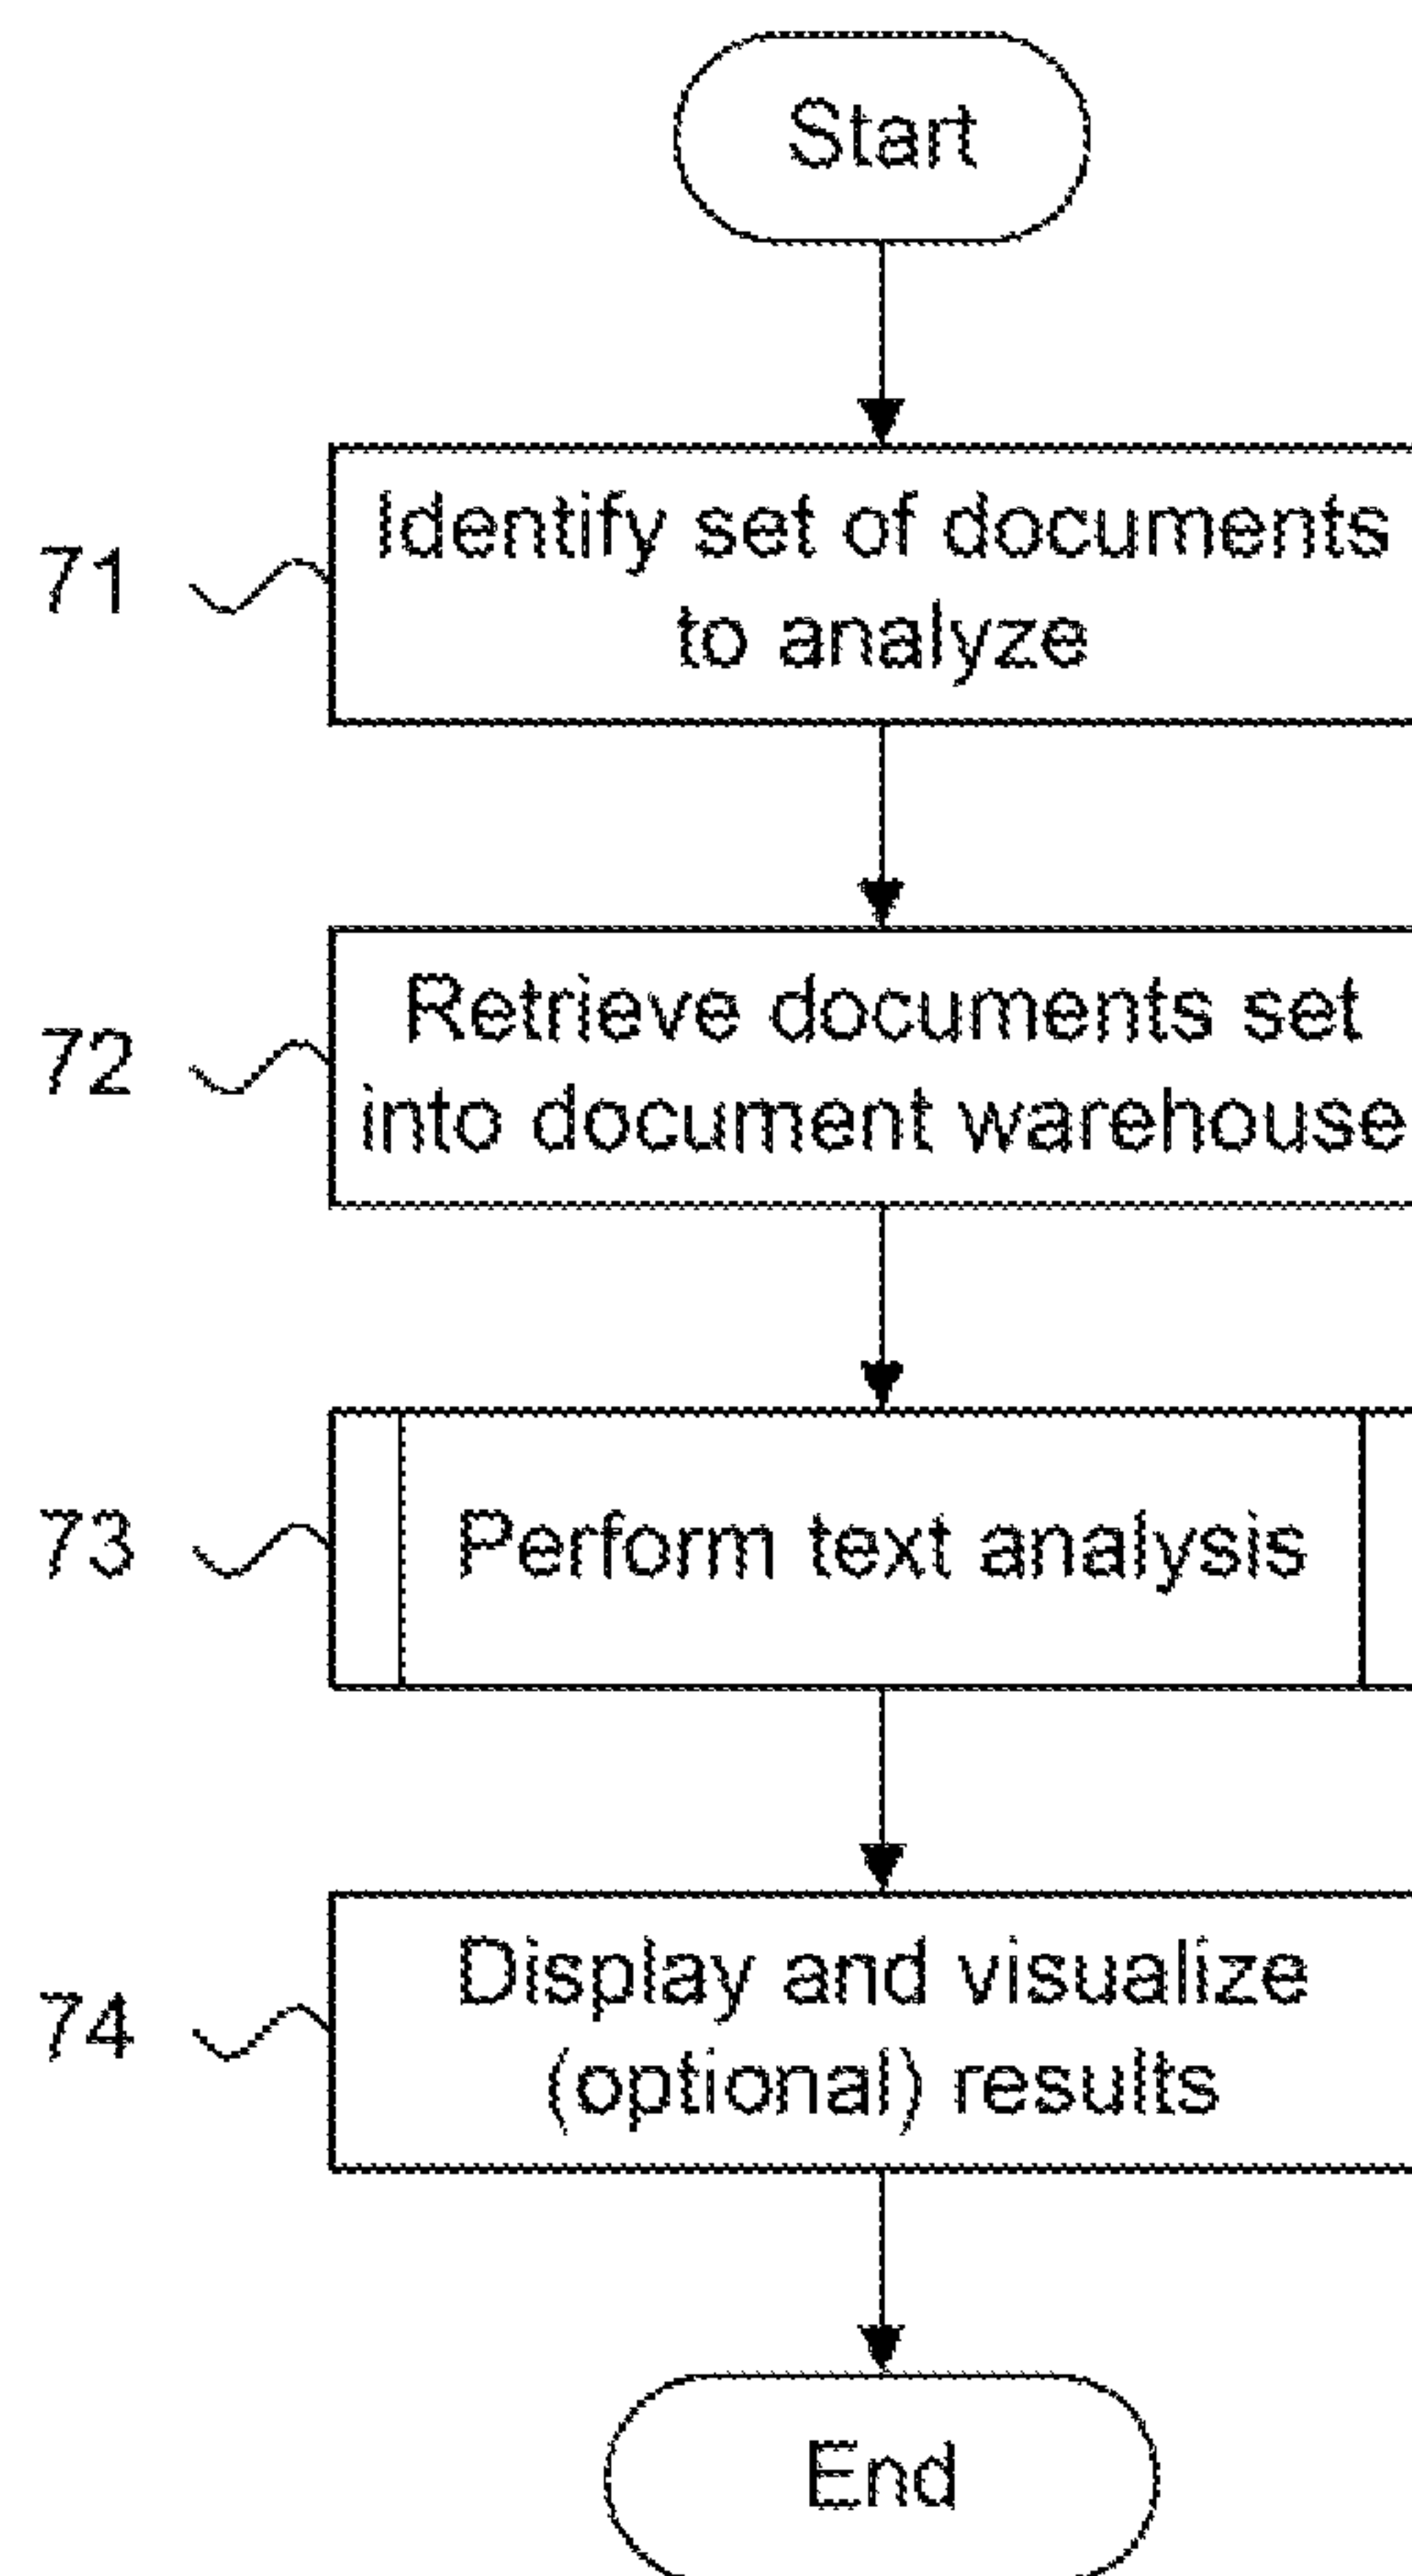 Start
71
Identify set of documents
to analyze
72
Retrieve documents set
into document warehouse
73
Perform text analysis
74
Display and visualize
(optional) results
End